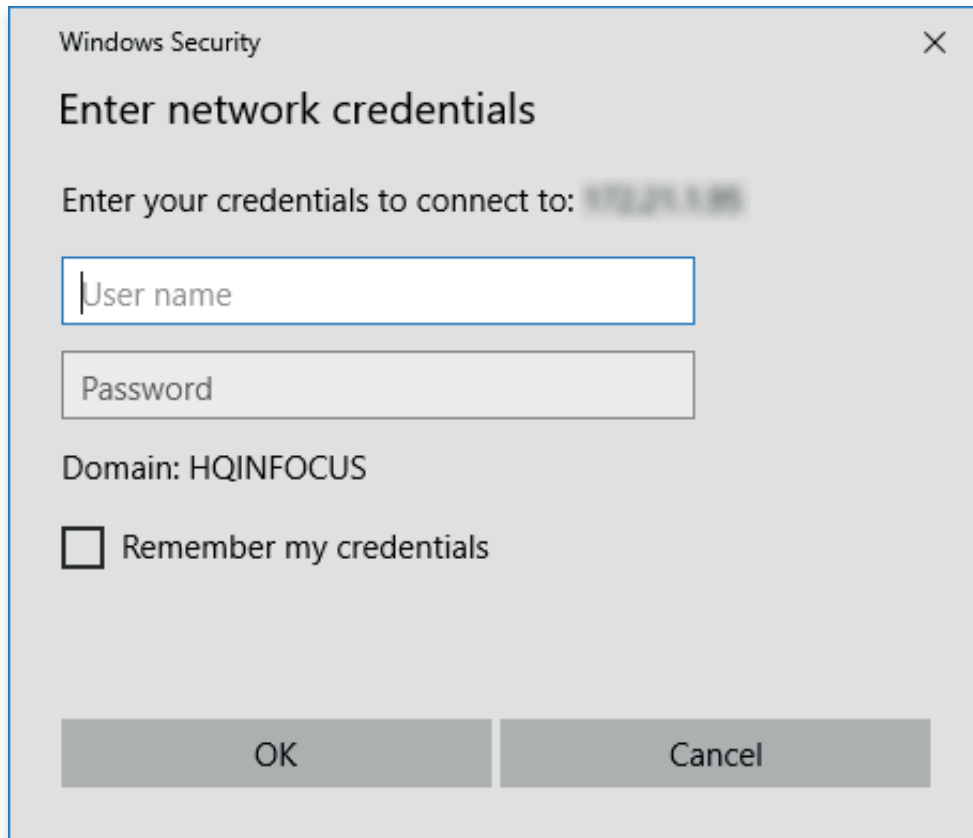 Windows Security
Enter network credentials
Enter your credentials to connect to:
User name
Password
Domain: HQINFOCUS
Remember my credentials
OK
Cancel